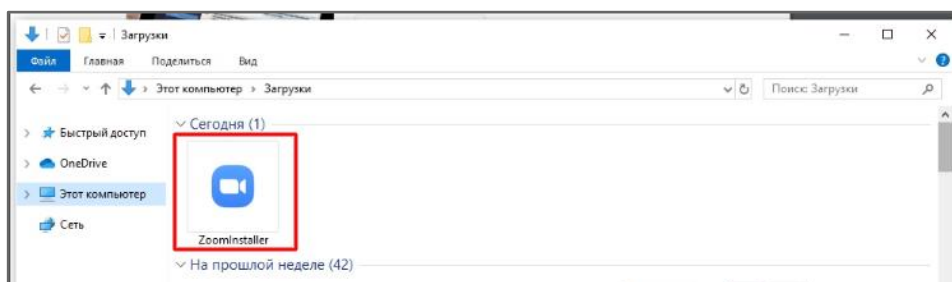 Загрузки
Файл Главная Поделиться Вид
Этот компьютер › Загрузки Поиск: Загрузки
Сегодня (1)
Быстрый доступ
OneDrive
Этот компьютер
Сеть
ZoomInstaller
На прошлой неделе (42)